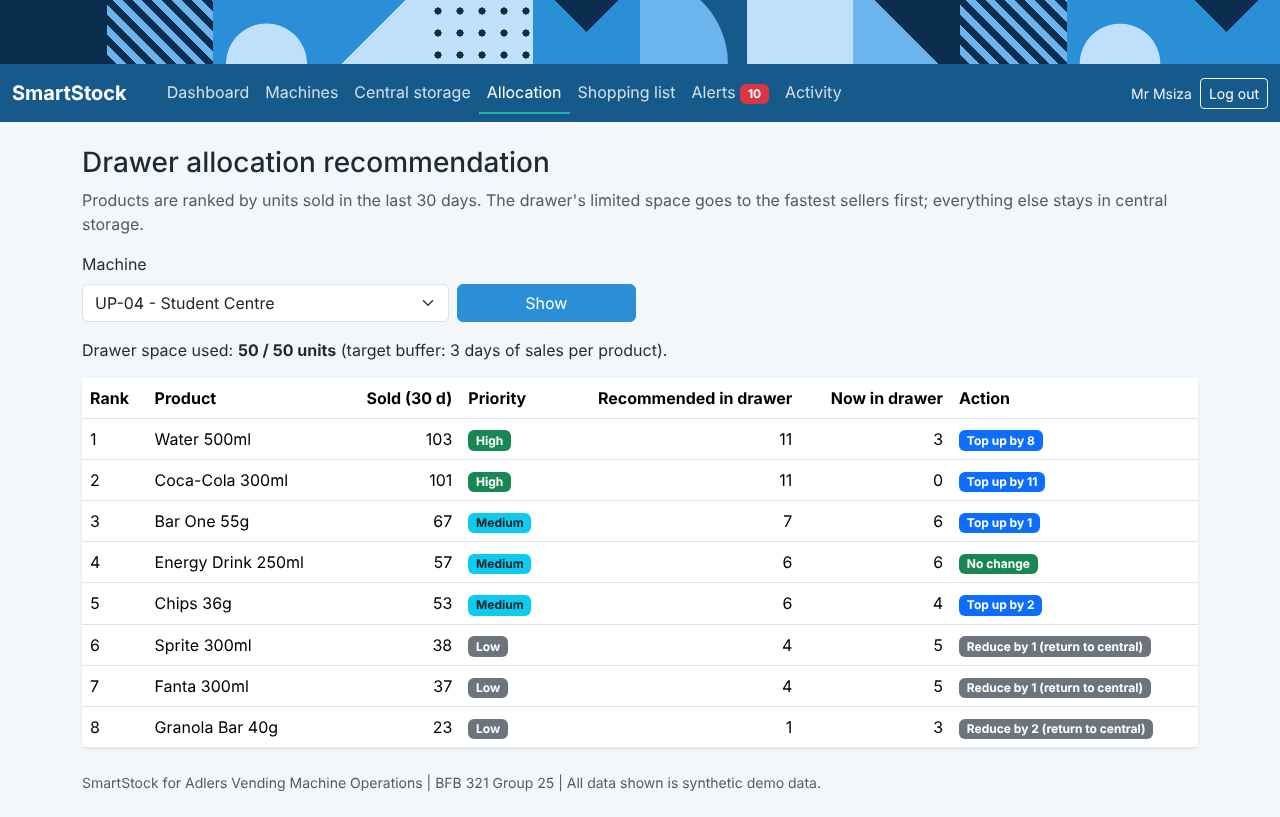 SmartStock Dashboard Machines Central storage Allocation Shopping list Alerts 10 Activity Mr Msiza Log out
Drawer allocation recommendation
Products are ranked by units sold in the last 30 days. The drawer's limited space goes to the fastest sellers first; everything else stays in central
storage.
Machine
UP-04 - Student Centre Show
Drawer space used: 50 / 50 units (target buffer: 3 days of sales per product).
Rank Product Sold (30 d) Priority Recommended in drawer Now in drawer Action
1 Water 500ml 103 High 11 3 Top up by 8
2 Coca-Cola 300ml 101 High 11 0 Top up by 11
3 Bar One 55g 67 Medium 7 6 Top up by 1
4 Energy Drink 250ml 57 Medium 6 6 No change
5 Chips 36g 53 Medium 6 4 Top up by 2
6 Sprite 300ml 38 Low 4 5 Reduce by 1 (return to central)
7 Fanta 300ml 37 Low 4 5 Reduce by 1 (return to central)
8 Granola Bar 40g 23 Low 1 3 Reduce by 2 (return to central)
SmartStock for Adlers Vending Machine Operations | BFB 321 Group 25 | All data shown is synthetic demo data.